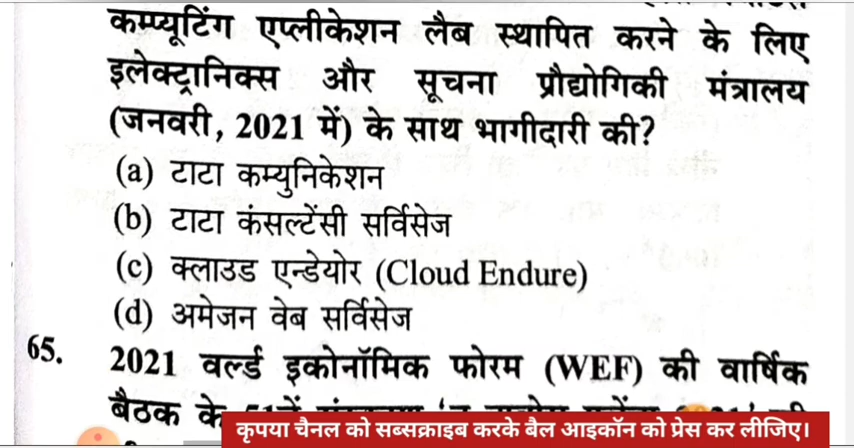 कम्प्यूटिंग एप्लीकेशन लैब स्थापित करने के लिए
इलेक्ट्रानिक्स और सूचना प्रौद्योगिकी मंत्रालय
(जनवरी, 2021 में) के साथ भागीदारी की?
(a) टाटा कम्युनिकेशन
(b) टाटा कंसल्टेंसी सर्विसेज
(c) क्लाउड एन्डेयोर (Cloud Endure)
(d) अमेजन वेब सर्विसेज
65. 2021 वर्ल्ड इकोनॉमिक फोरम (WEF) की वार्षिक
बैठक के
कृपया चैनल को सब्सक्राइब करके बैल आइकॉन को प्रेस कर लीजिए।